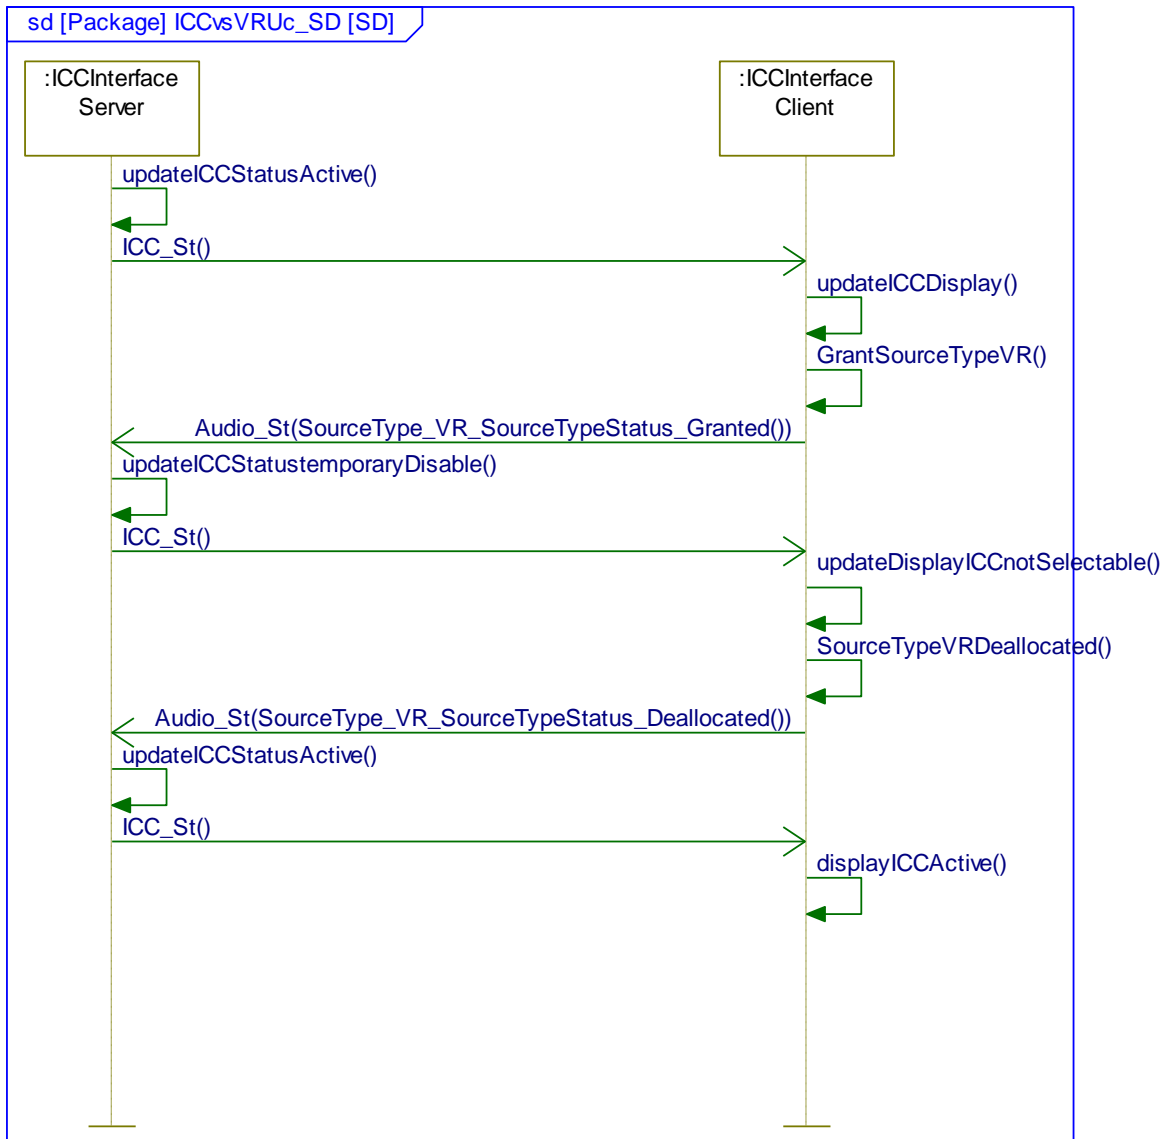 sd [Package] ICCvsVRUc_SD [SD]
:ICCInterface
Server
:ICCInterface
Client
updateICCStatusActive()
ICC_St()
updateICCDisplay()
GrantSourceTypeVR()
Audio_St(SourceType_VR_SourceTypeStatus_Granted())
updateICCStatustemporaryDisable()
ICC_St()
updateDisplayICCnotSelectable()
SourceTypeVRDeallocated()
Audio_St(SourceType_VR_SourceTypeStatus_Deallocated())
updateICCStatusActive()
ICC_St()
displayICCActive()